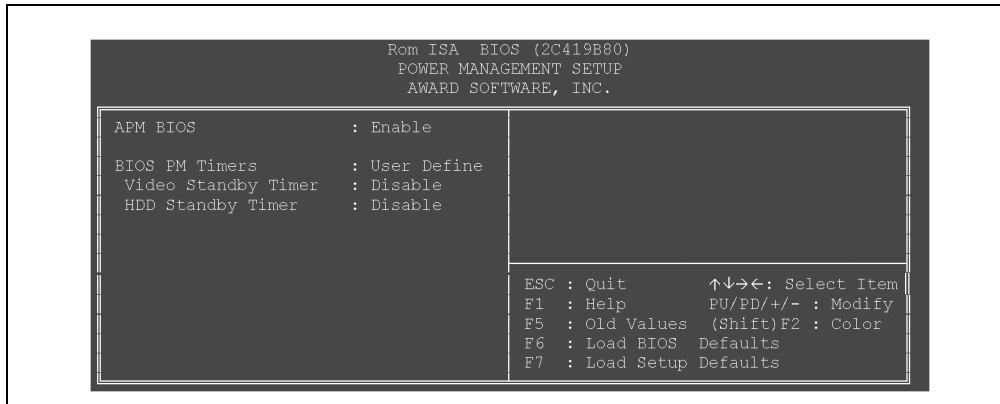 Rom ISA BIOS (2C419B80)
POWER MANAGEMENT SETUP
AWARD SOFTWARE, INC.
APM BIOS : Enable
BIOS PM Timers : User Define
Video Standby Timer : Disable
HDD Standby Timer : Disable
ESC : Quit ↑↓→←: Select Item
F1 : Help PU/PD/+/- : Modify
F5 : Old Values (Shift)F2 : Color
F6 : Load BIOS Defaults
F7 : Load Setup Defaults